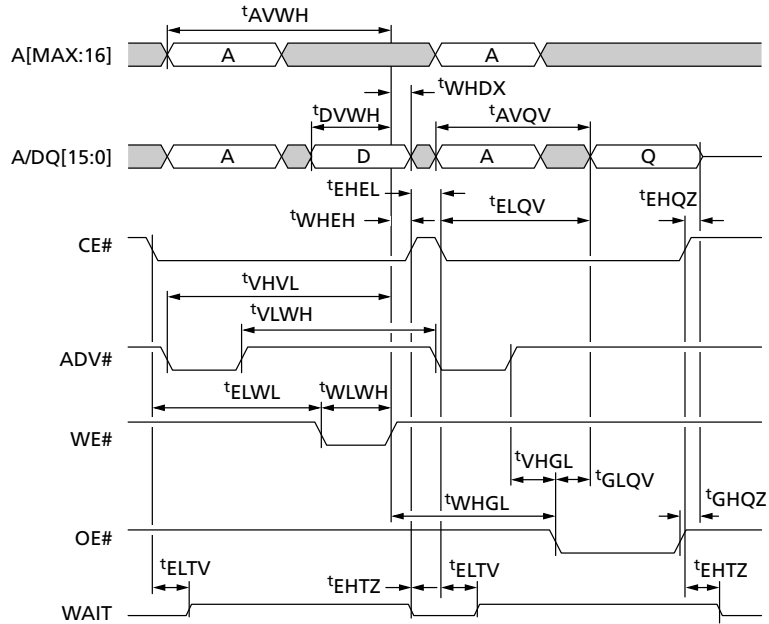 tAVWH
A[MAX:16] A A
tWHDX
tDVWH tAVQV
A/DQ[15:0] A D A Q
tEHEL tEHQZ
tWHEH tELQV
CE#
tVHVL
tVLWH
ADV#
tELWL tWLWH
WE#
tVHGL tGLQV
tWHGL tGHQZ
OE#
tELTV tEHTZ tELTV tEHTZ
WAIT